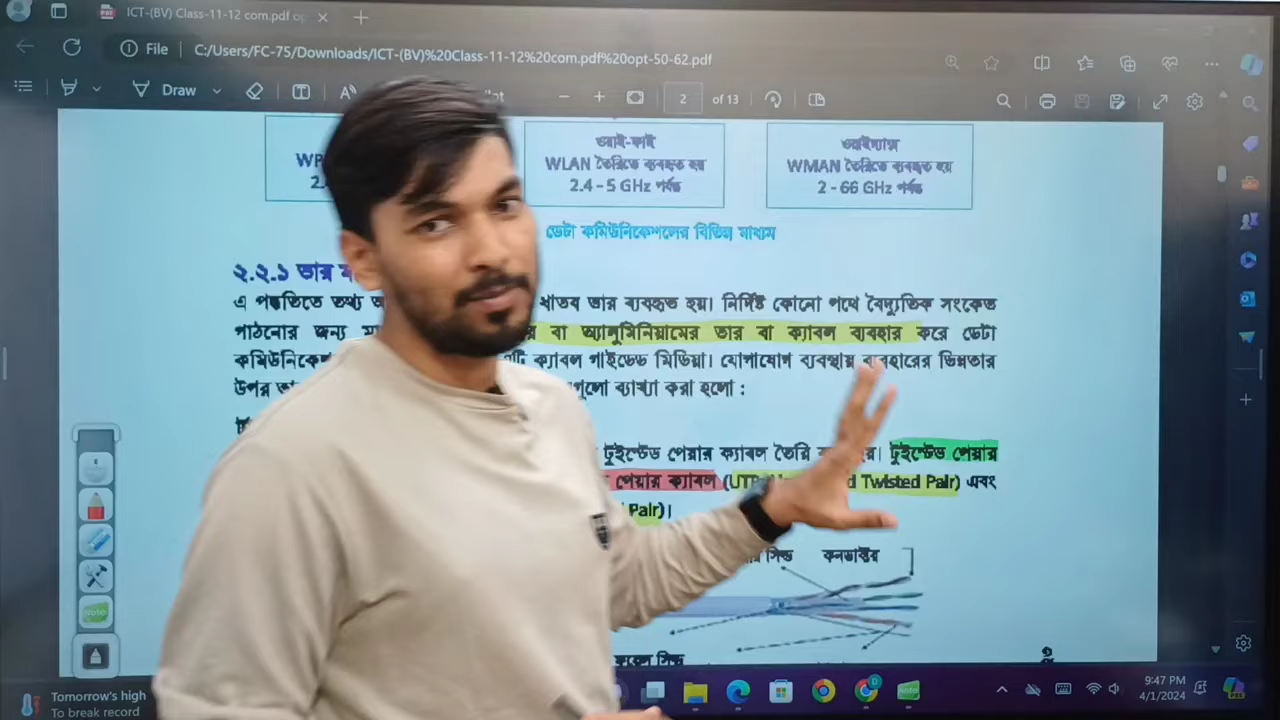 ICT-(BV) Class-11-12 com.pdf op
File
C:/Users/FC-75/Downloads/ICT-(BV)%20Class-11-12%20com.pdf%20opt-50-62.pdf
Draw
2 of 13
ওয়াই-ফাই
WLAN তৈরিতে ব্যবহৃত হয়
2.4 – 5 GHz পর্যন্ত
ওয়াইম্যাক্স
WMAN তৈরিতে ব্যবহৃত হয়
2 - 66 GHz পর্যন্ত
ডেটা কমিউনিকেশনের বিভিন্ন মাধ্যম
২.২.১ তার
এ পদ্ধতিতে তথ্য ধাতব তার ব্যবহৃত হয়। নির্দিষ্ট কোনো পথে বৈদ্যুতিক সংকেত
পাঠনোর জন্য বা অ্যালুমিনিয়ামের তার বা ক্যাবল ব্যবহার করে ডেটা
ক্যাবল গাইডেড মিডিয়া। যোগাযোগ ব্যবস্থায় ব্যবহারের ভিন্নতার
উপর ব্যাখ্যা করা হলো :
টুইস্টেড পেয়ার ক্যাবল তৈরি টুইস্টেড পেয়ার
পেয়ার ক্যাবল (UTP Twisted Pair) এবং
Pair)।
কনডাক্টর
Tomorrow's high
To break record
9:47 PM
4/1/2024